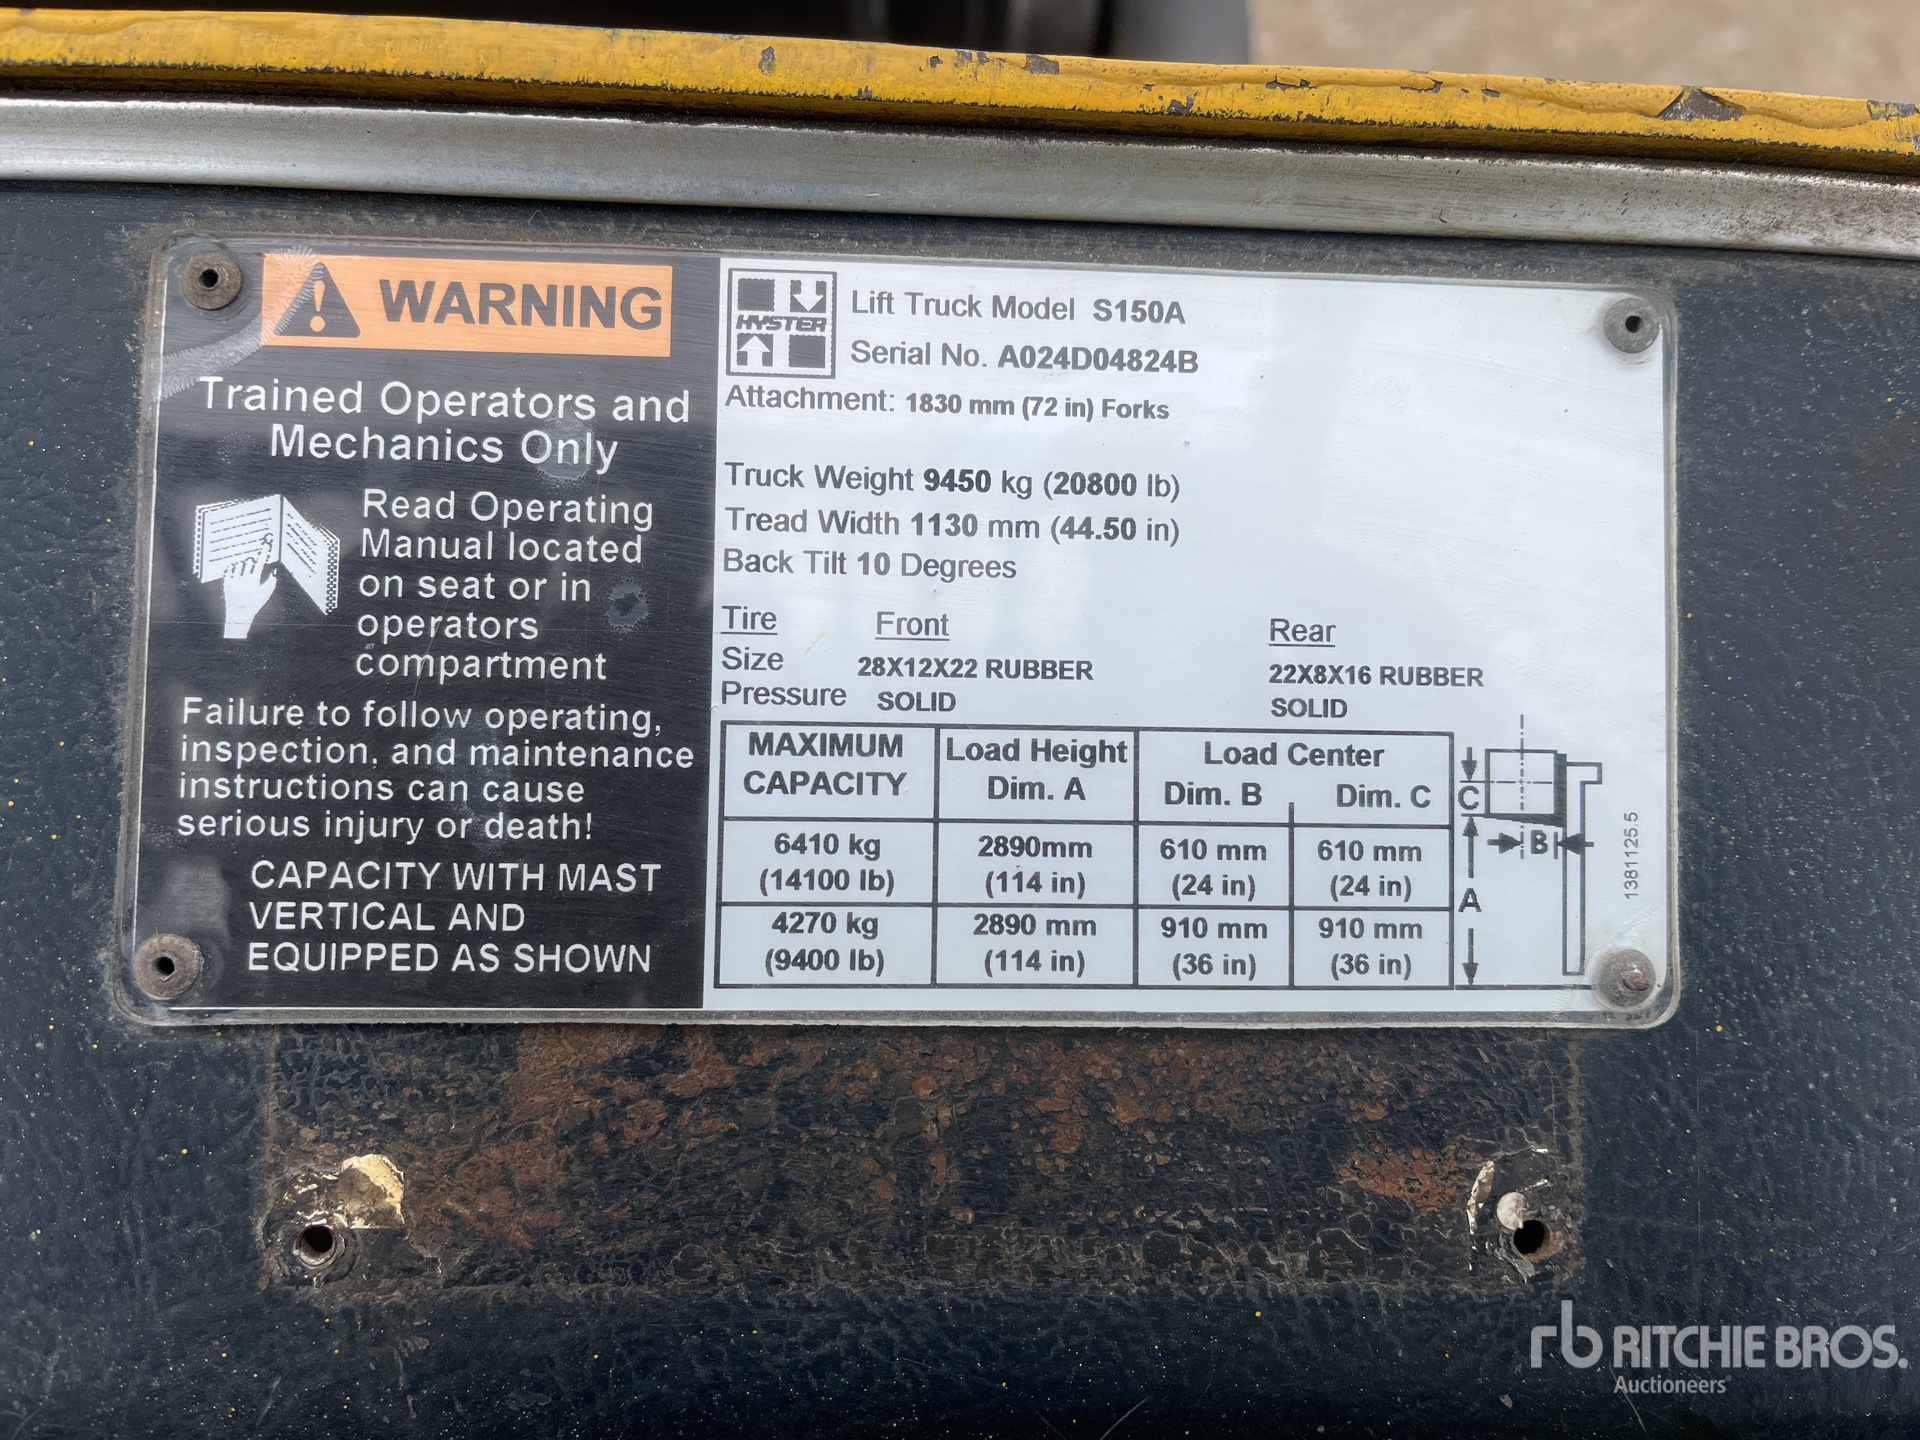 WARNING
Trained Operators and
Mechanics Only
Read Operating
Manual located
on seat or in
operators
compartment
Failure to follow operating,
inspection, and maintenance
instructions can cause
serious injury or death!
CAPACITY WITH MAST
VERTICAL AND
EQUIPPED AS SHOWN
HYSTER
Lift Truck Model S150A
Serial No. A024D04824B
Attachment: 1830 mm (72 in) Forks
Truck Weight 9450 kg (20800 lb)
Tread Width 1130 mm (44.50 in)
Back Tilt 10 Degrees
Tire Front Rear
Size 28X12X22 RUBBER 22X8X16 RUBBER
Pressure SOLID SOLID
MAXIMUM Load Height Load Center
CAPACITY Dim. A Dim. B Dim. C
6410 kg 2890mm 610 mm 610 mm
(14100 lb) (114 in) (24 in) (24 in)
4270 kg 2890 mm 910 mm 910 mm
(9400 lb) (114 in) (36 in) (36 in)
C
B
A
1381125.5
rb RITCHIE BROS.
Auctioneers